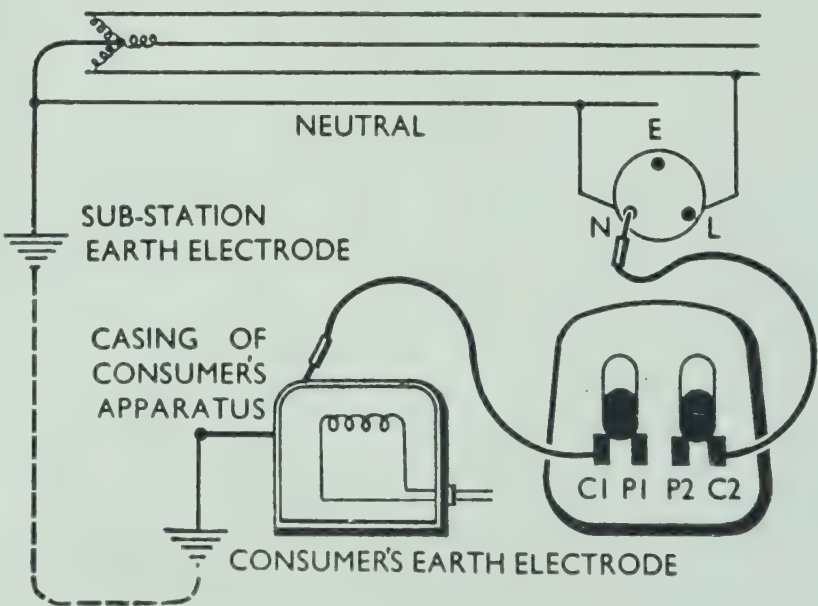 NEUTRAL
E
N
L
SUB-STATION
EARTH ELECTRODE
CASING OF
CONSUMER'S
APPARATUS
C1 P1 P2 C2
CONSUMER'S EARTH ELECTRODE